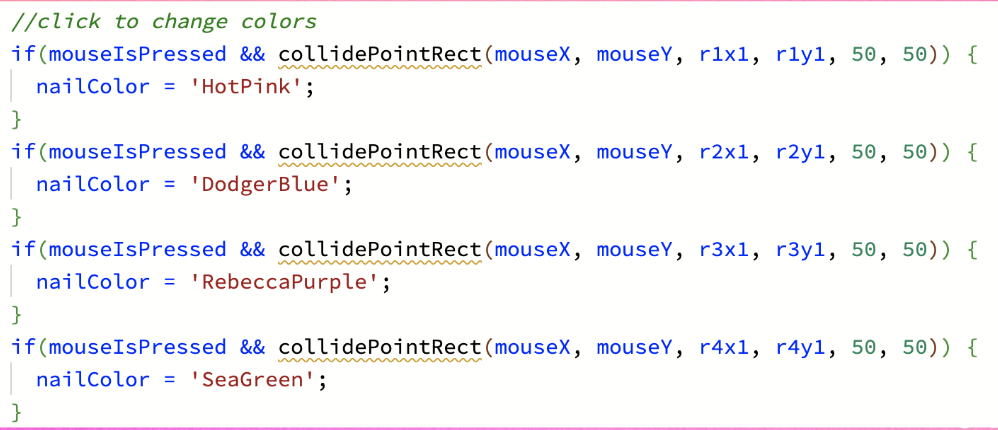 //click to change colors
if(mouseIsPressed && collidePointRect(mouseX, mouseY, r1x1, r1y1, 50, 50)) {
  nailColor = 'HotPink';
}
if(mouseIsPressed && collidePointRect(mouseX, mouseY, r2x1, r2y1, 50, 50)) {
  nailColor = 'DodgerBlue';
}
if(mouseIsPressed && collidePointRect(mouseX, mouseY, r3x1, r3y1, 50, 50)) {
  nailColor = 'RebeccaPurple';
}
if(mouseIsPressed && collidePointRect(mouseX, mouseY, r4x1, r4y1, 50, 50)) {
  nailColor = 'SeaGreen';
}